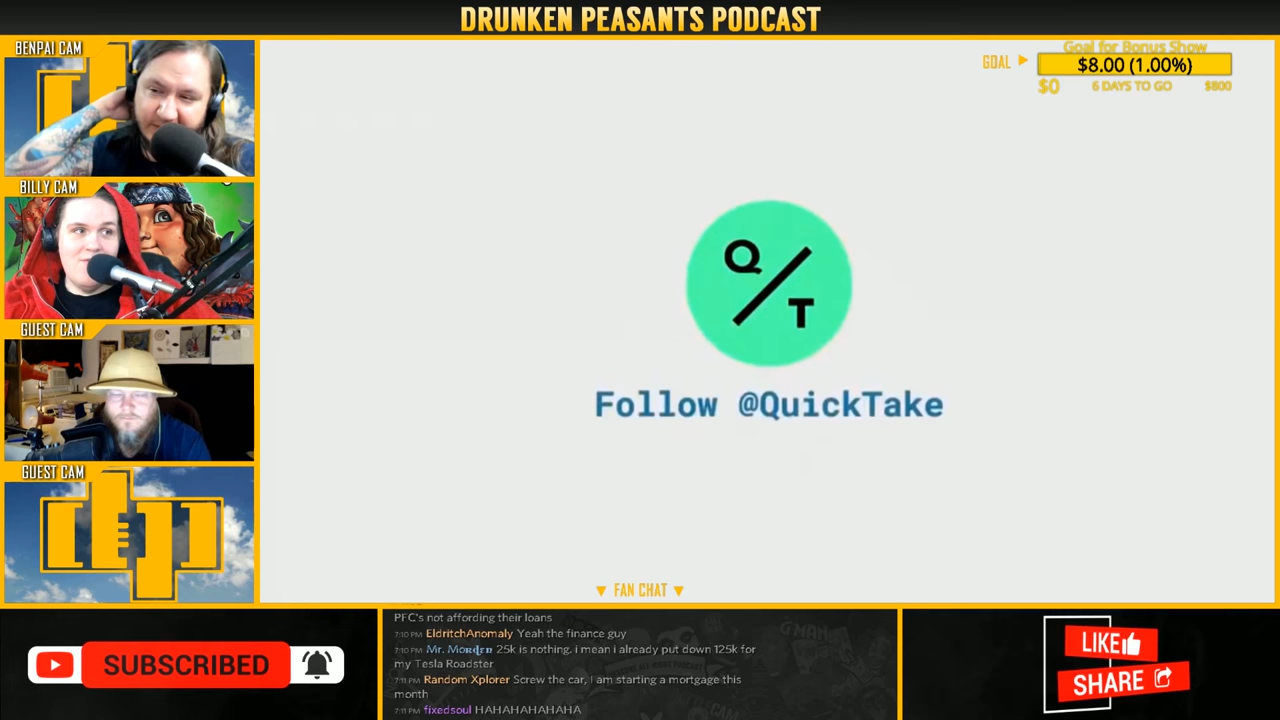 DRUNKEN PEASANTS PODCAST
BENPAI CAM
BILLY CAM
GUEST CAM
GUEST CAM
GOAL
Goal for Bonus Show
$8.00 (1.00%)
$0 6 DAYS TO GO $800
Q/T
Follow @QuickTake
▼ FAN CHAT ▼
PFC's not affording their loans
7:10 PM EldritchAnomaly Yeah the finance guy
7:10 PM Mr. 25k is nothing. i mean i already put down 125k for
my Tesla Roadster
7:11 PM Random Xplorer Screw the car, I am starting a mortgage this
month
7:11 PM fixedsoul HAHAHAHAHAHA
SUBSCRIBED
LIKE
SHARE